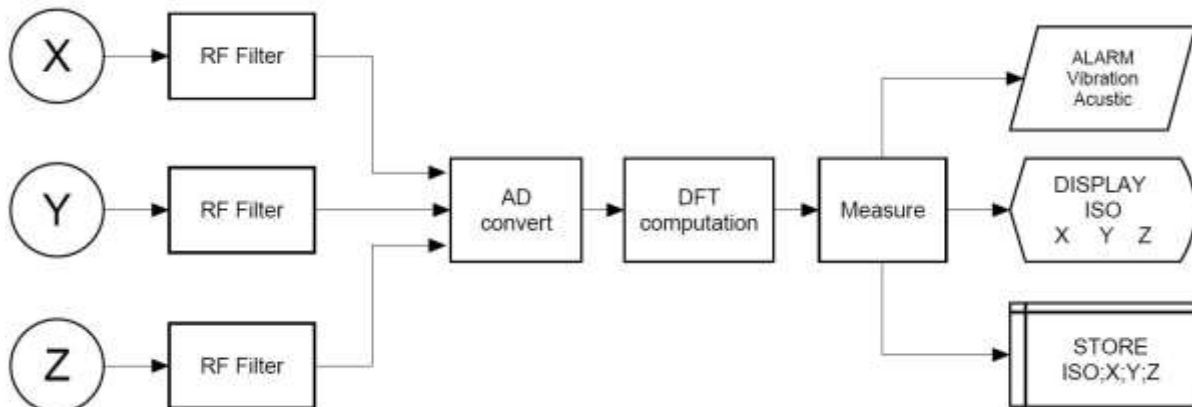 X
RF Filter
Y
RF Filter
Z
RF Filter
AD
convert
DFT
computation
Measure
ALARM
Vibration
Acustic
DISPLAY
ISO
X Y Z
STORE
ISO;X;Y;Z